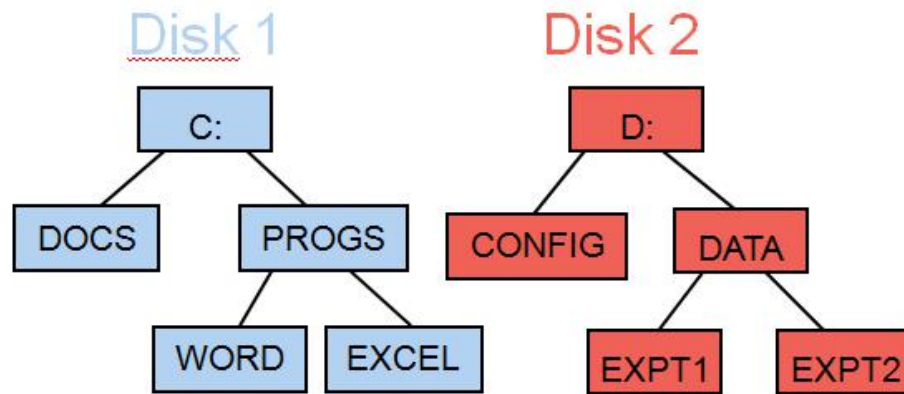 Disk 1
Disk 2
C:
D:
DOCS
PROGS
CONFIG
DATA
WORD
EXCEL
EXPT1
EXPT2